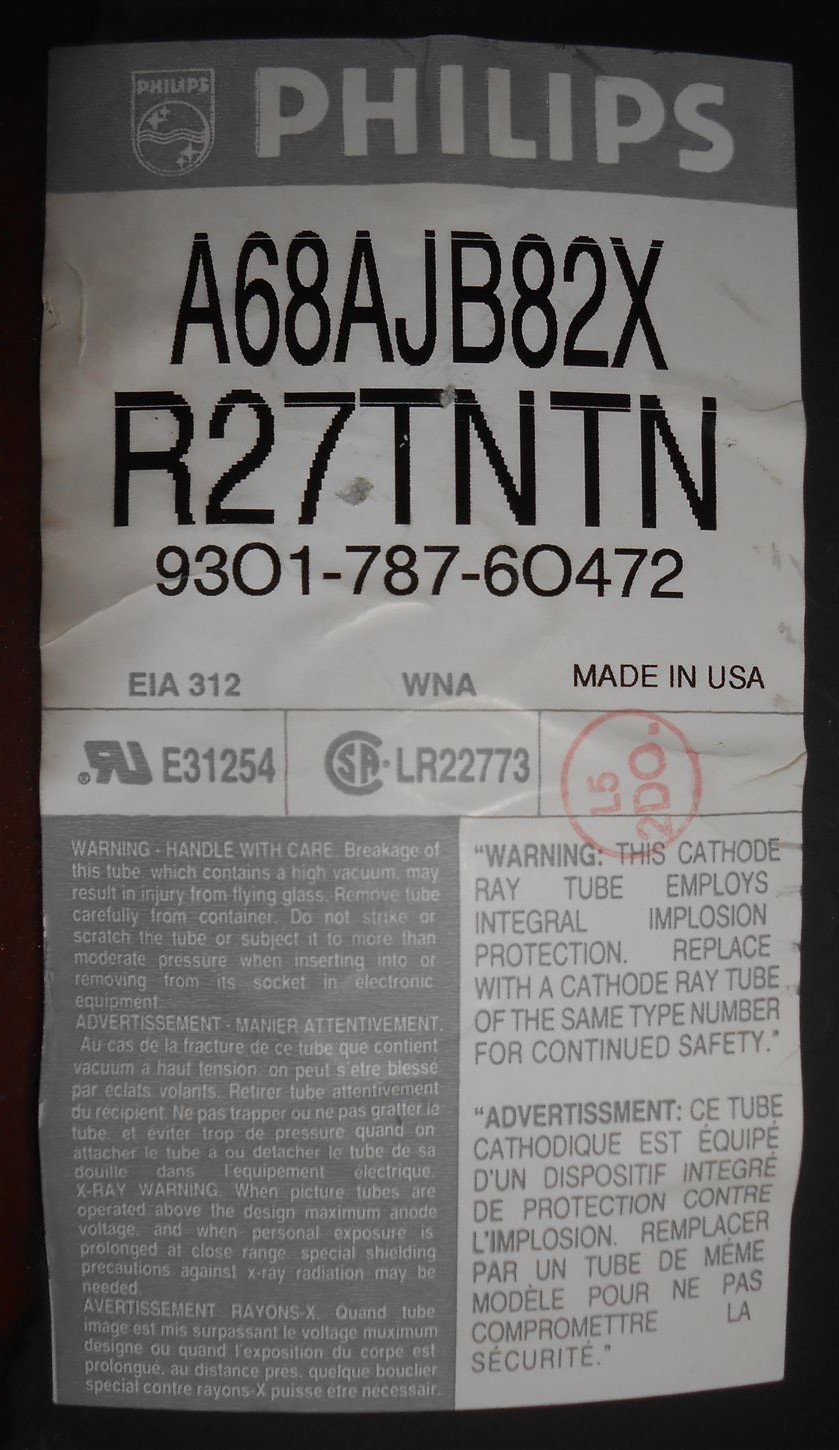 PHILIPS
PHILIPS
A68AJB82X
R27TNTN
9301-787-60472
EIA 312 WNA MADE IN USA
® RU E31254 CSA · LR22773 L5 2DO.
WARNING - HANDLE WITH CARE. Breakage of
this tube, which contains a high vacuum, may
result in injury from flying glass. Remove tube
carefully from container. Do not strike or
scratch the tube or subject it to more than
moderate pressure when inserting into or
removing from its socket in electronic
equipment.
ADVERTISSEMENT - MANIER ATTENTIVEMENT.
Au cas de la fracture de ce tube que contient
vacuum a haut tension, on peut s'etre blesse
par eclats volants. Retirer tube attentivement
du recipient. Ne pas trapper ou ne pas gratter le
tube, et éviter trop de pressure quand on
attacher le tube a ou detacher le tube de sa
douille dans l'equipement électrique.
X-RAY WARNING. When picture tubes are
operated above the design maximum anode
voltage, and when personal exposure is
prolonged at close range, special shielding
precautions against x-ray radiation may be
needed.
AVERTISSEMENT RAYONS-X. Quand tube
image est mis surpassant le voltage muximum
designe ou quand l'exposition du corpe est
prolongué, au distance pres, quelque bouclier
special contre rayons-X puisse étre necessair.
"WARNING: THIS CATHODE
RAY TUBE EMPLOYS
INTEGRAL IMPLOSION
PROTECTION. REPLACE
WITH A CATHODE RAY TUBE
OF THE SAME TYPE NUMBER
FOR CONTINUED SAFETY."
"ADVERTISSMENT: CE TUBE
CATHODIQUE EST ÉQUIPÉ
D'UN DISPOSITIF INTEGRÉ
DE PROTECTION CONTRE
L'IMPLOSION. REMPLACER
PAR UN TUBE DE MÉME
MODÈLE POUR NE PAS
COMPROMETTRE LA
SÉCURITÉ."